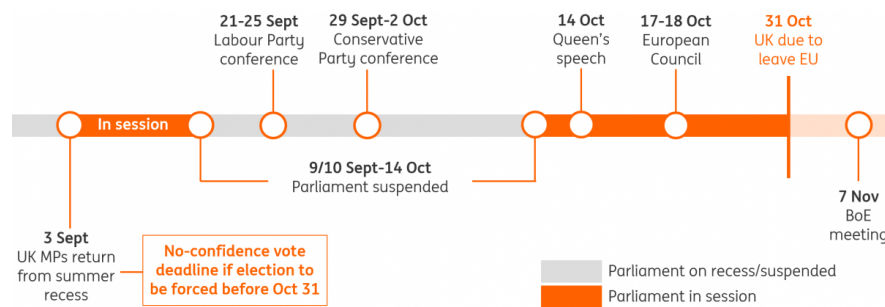 21-25 Sept
Labour Party
conference
29 Sept-2 Oct
Conservative
Party conference
14 Oct
Queen's
speech
17-18 Oct
European
Council
31 Oct
UK due to
leave EU
In session
9/10 Sept-14 Oct
Parliament suspended
3 Sept
UK MPs return
from summer
recess
No-confidence vote
deadline if election to
be forced before Oct 31
7 Nov
BoE
meeting
Parliament on recess/suspended
Parliament in session